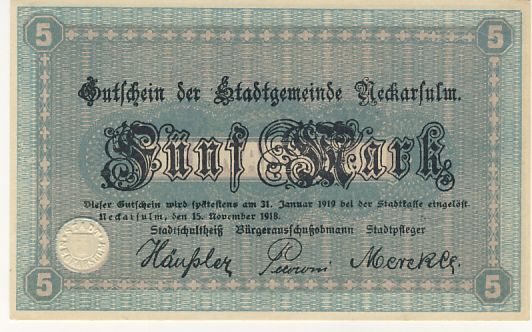 5 5
Gutschein der Stadtgemeinde Neckarsulm.
Fünf Mark
Dieser Gutschein wird spätestens am 31. Januar 1919 bei der Stadtkasse eingelöst.
Neckarsulm, den 15. November 1918.
Stadtschultheiß Bürgerausschußobmann Stadtpfleger
Häußler Merckle.
5 5